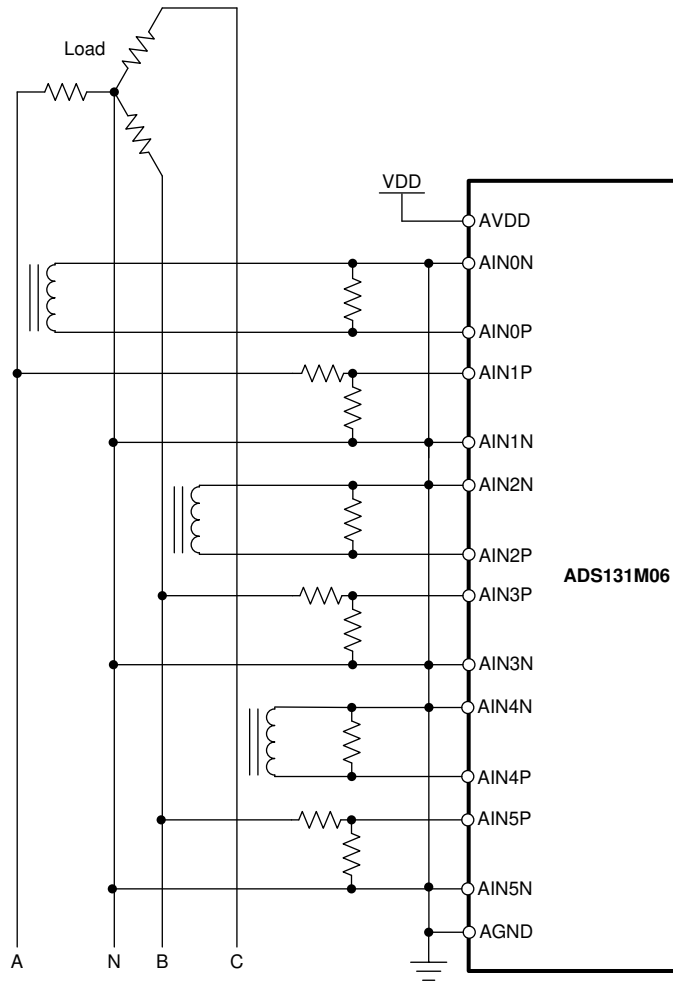 Load
VDD
AVDD
AIN0N
AIN0P
AIN1P
AIN1N
AIN2N
AIN2P
ADS131M06
AIN3P
AIN3N
AIN4N
AIN4P
AIN5P
AIN5N
AGND
A N B C